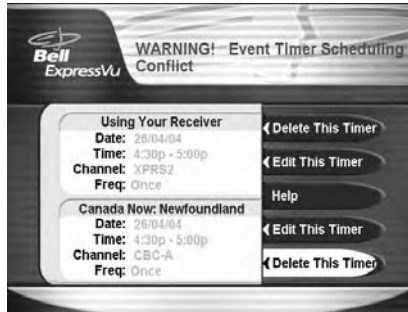 Bell
ExpressVu
WARNING! Event Timer Scheduling
Conflict
Using Your Receiver
Date: 26/04/04
Time: 4:30p - 5:00p
Channel: XPRS2
Freq: Once
Delete This Timer
Edit This Timer
Help
Canada Now: Newfoundland
Date: 26/04/04
Time: 4:30p - 5:00p
Channel: CBC-A
Freq: Once
Edit This Timer
Delete This Timer